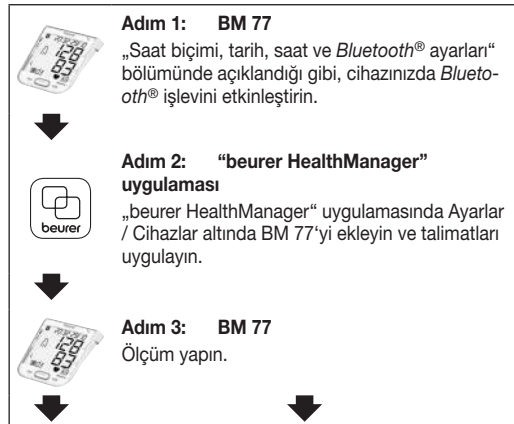 Adım 1: BM 77
„Saat biçimi, tarih, saat ve Bluetooth® ayarları“
bölümünde açıklandığı gibi, cihazınızda Blueto-
oth® işlevini etkinleştirin.
Adım 2: “beurer HealthManager”
uygulaması
beurer
„beurer HealthManager“ uygulamasında Ayarlar
/ Cihazlar altında BM 77‘yi ekleyin ve talimatları
uygulayın.
Adım 3: BM 77
Ölçüm yapın.